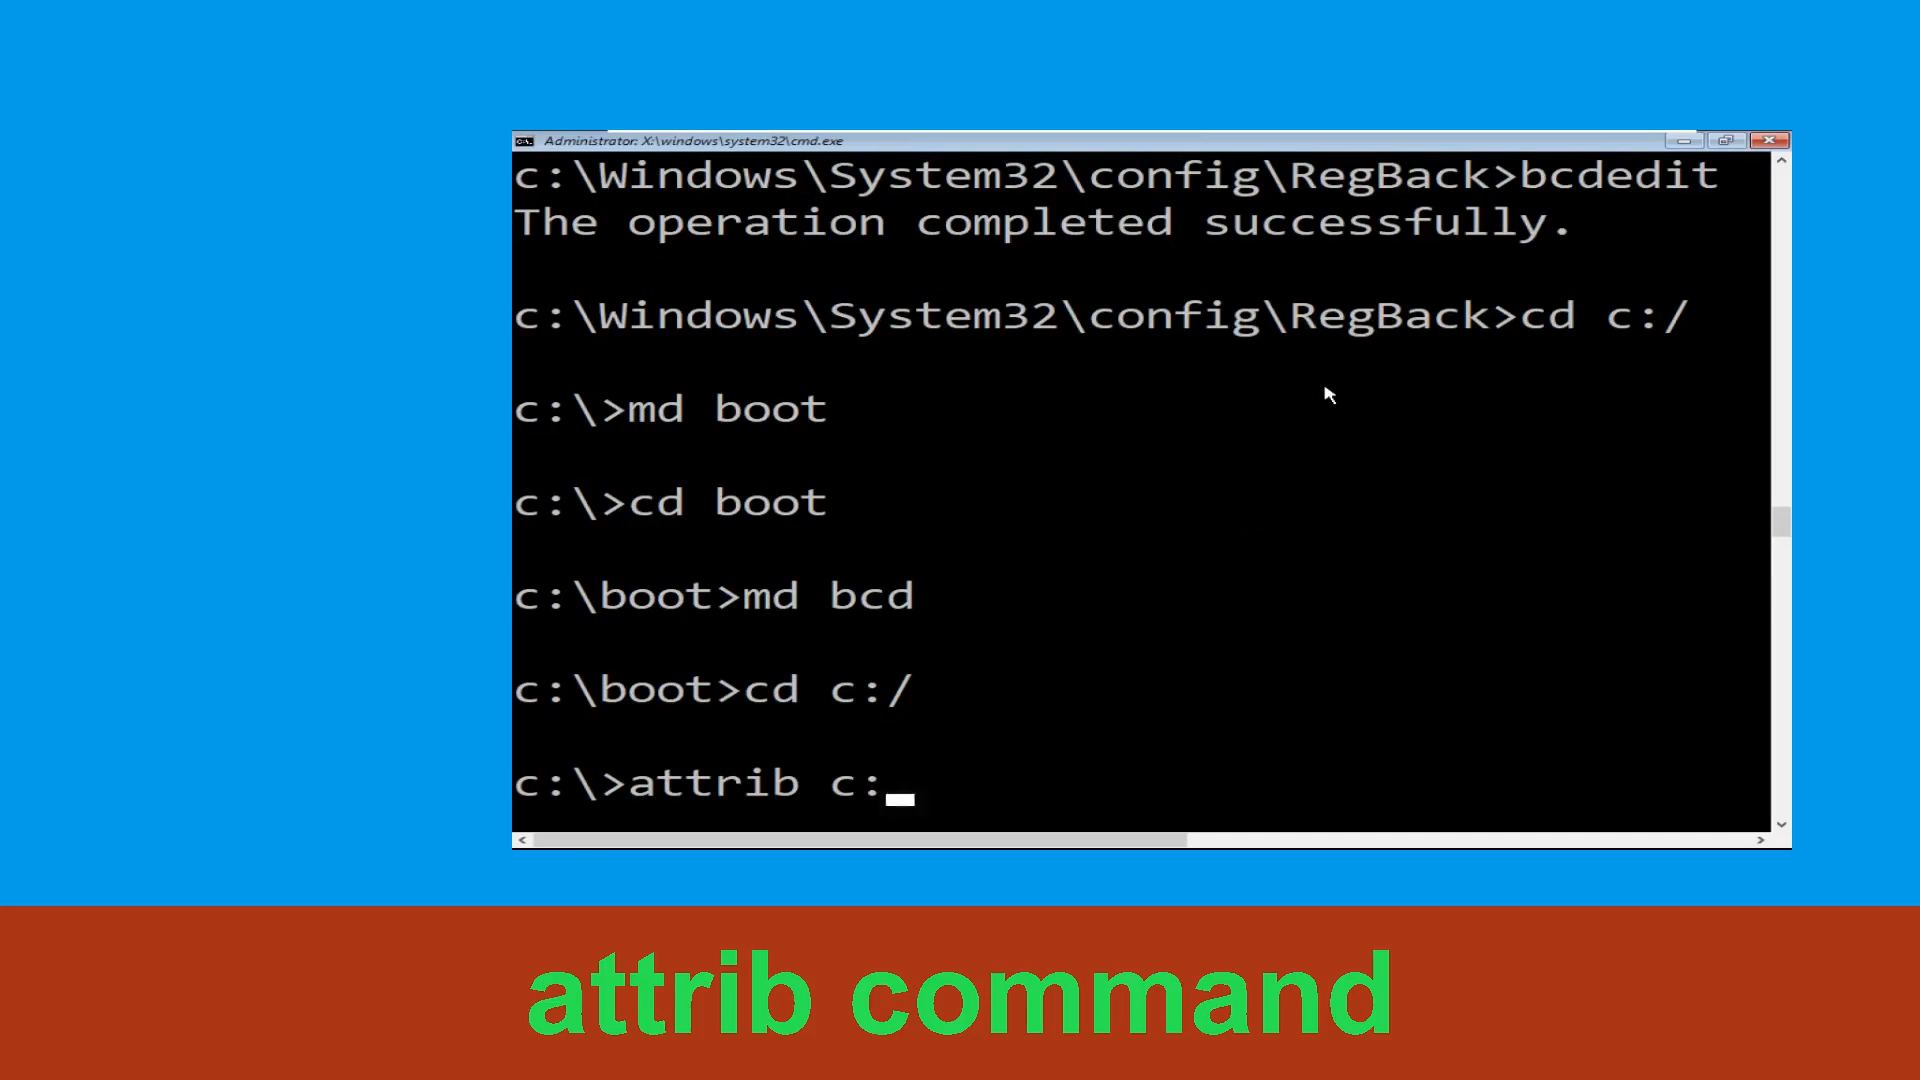 Administrator: X:\windows\system32\cmd.exe
c:\Windows\System32\config\RegBack>bcdedit
The operation completed successfully.
c:\Windows\System32\config\RegBack>cd c:/
c:\>md boot
c:\>cd boot
c:\boot>md bcd
c:\boot>cd c:/
c:\>attrib c:
attrib command